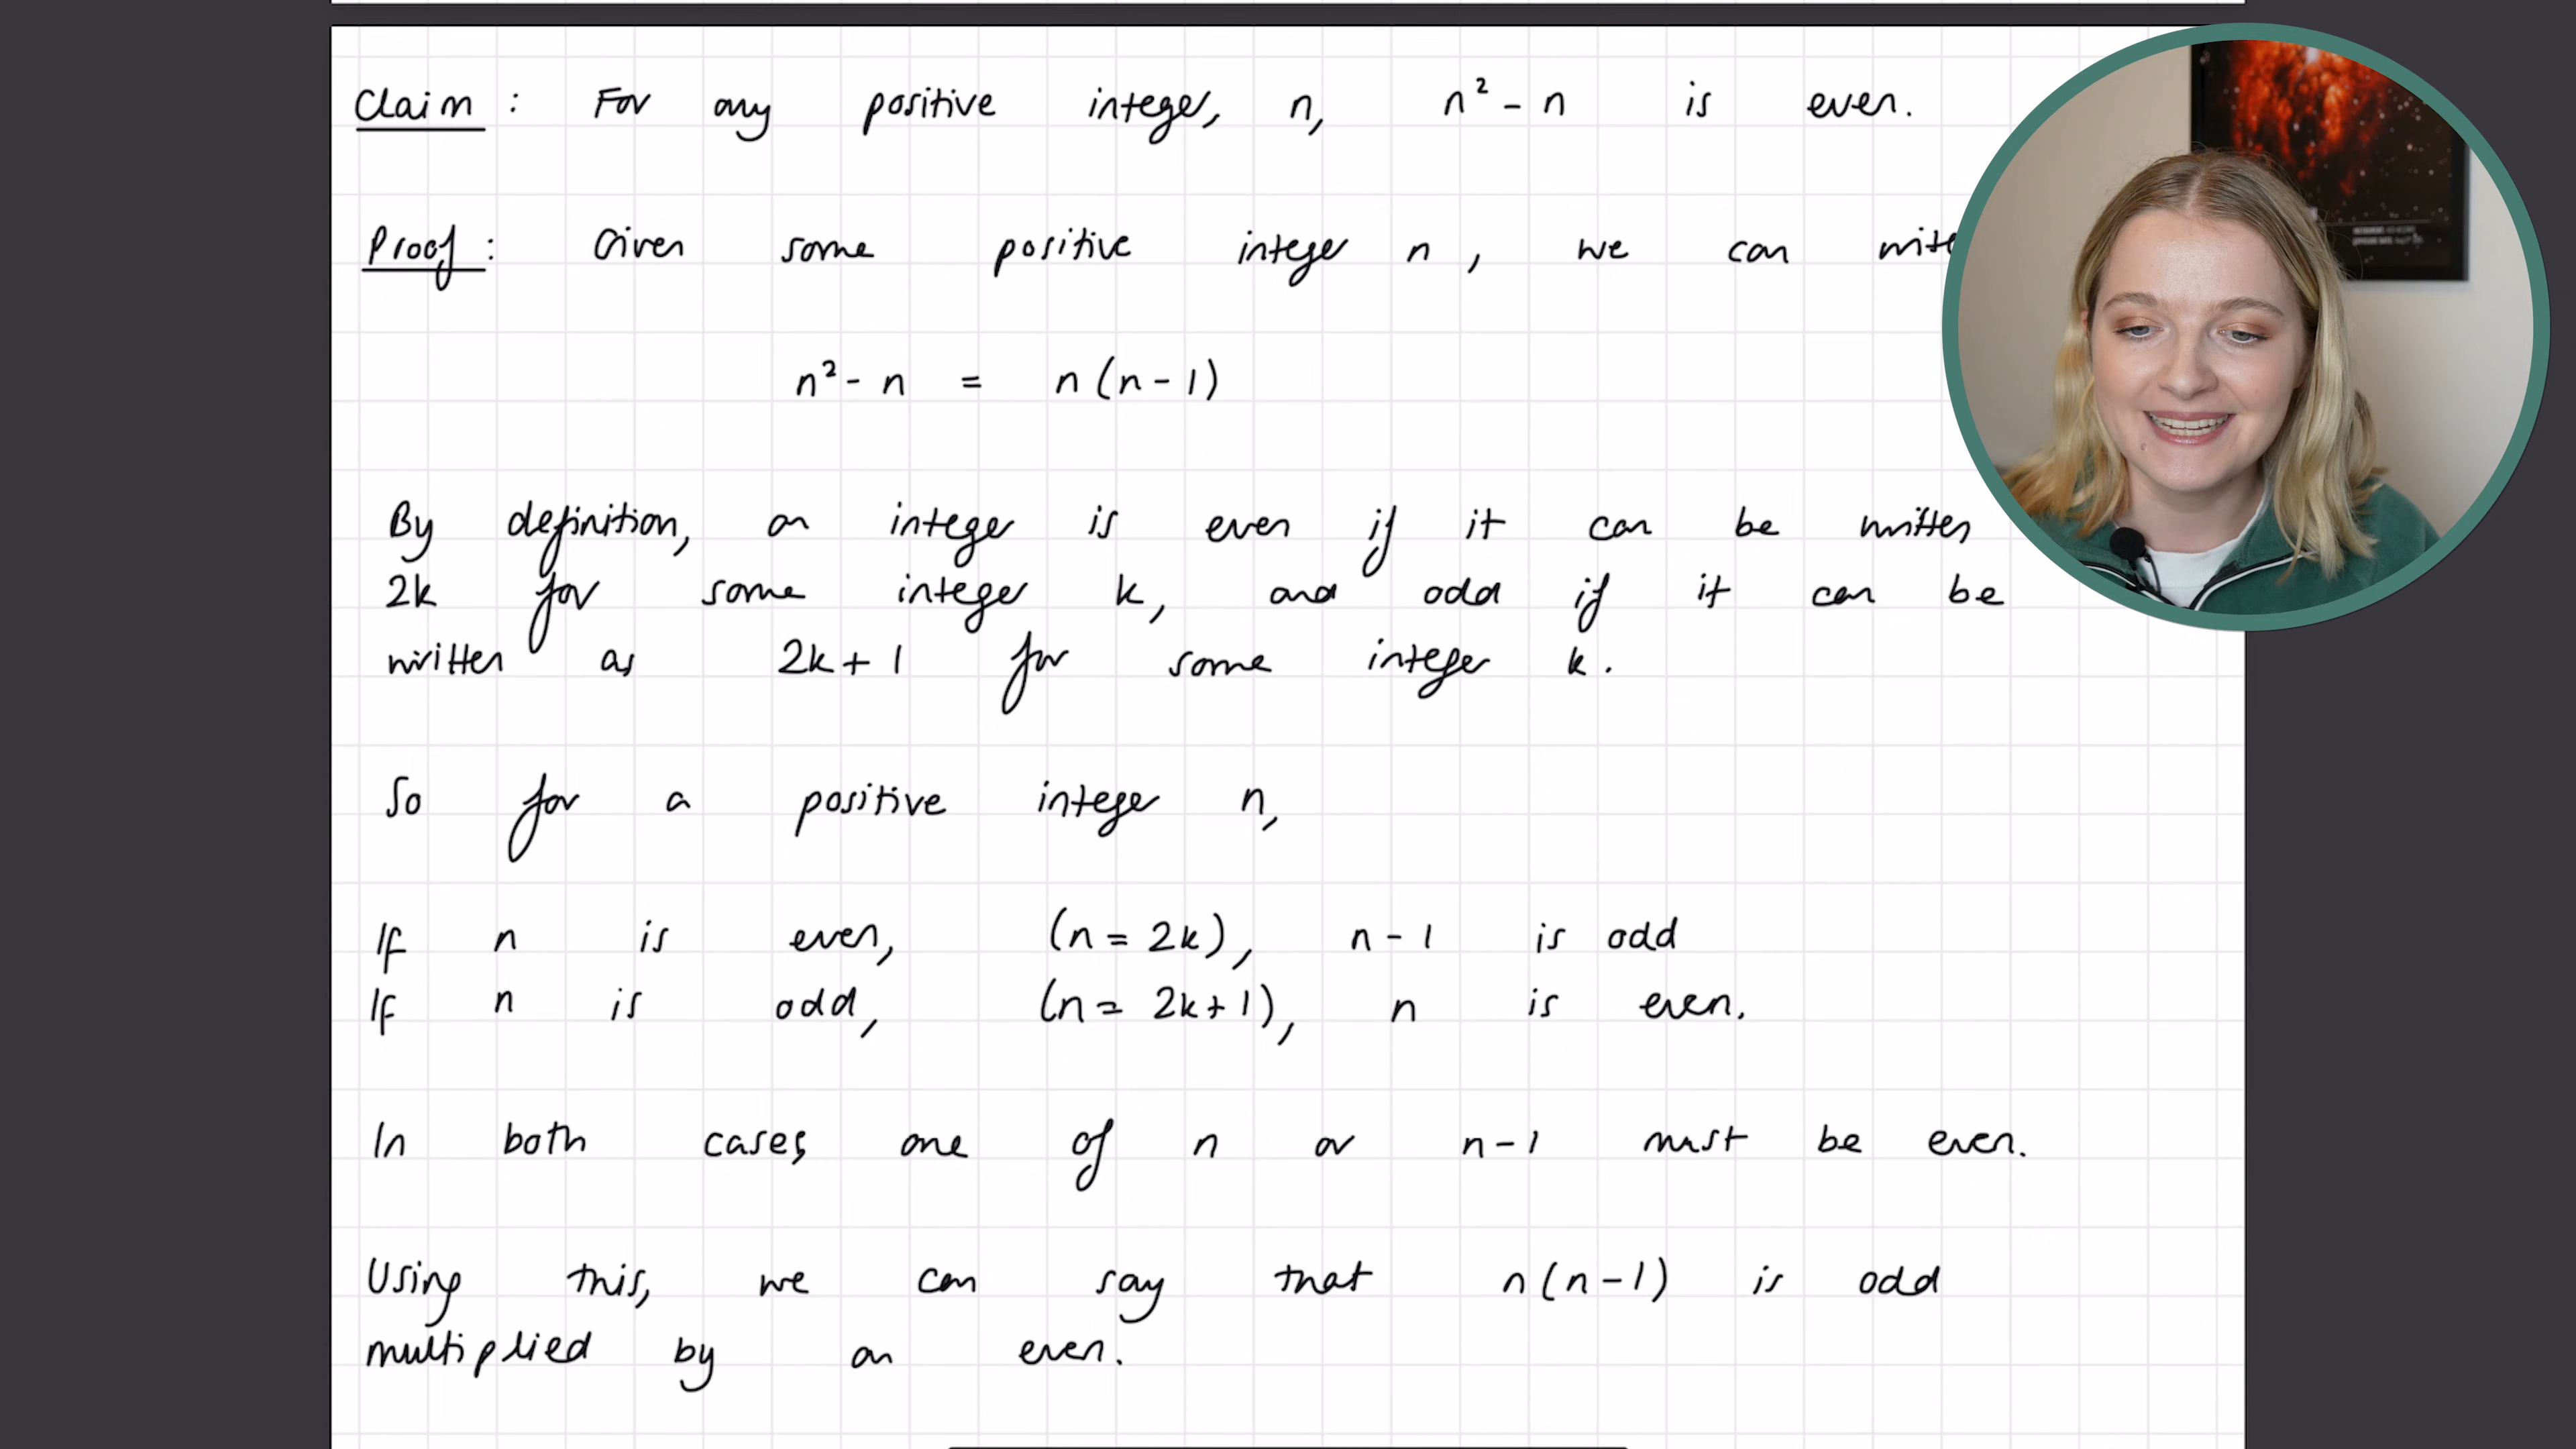 Claim : For any positive integer, n, n² - n is even.
Proof : Given some positive integer n, we can write
n² - n = n(n-1)
By definition, an integer is even if it can be written
2k for some integer k, and odd if it can be
written as 2k+1 for some integer k.
So for a positive integer n,
If n is even, (n = 2k), n-1 is odd
If n is odd, (n = 2k+1), n is even.
In both cases, one of n or n-1 must be even.
Using this, we can say that n(n-1) is odd
multiplied by an even.